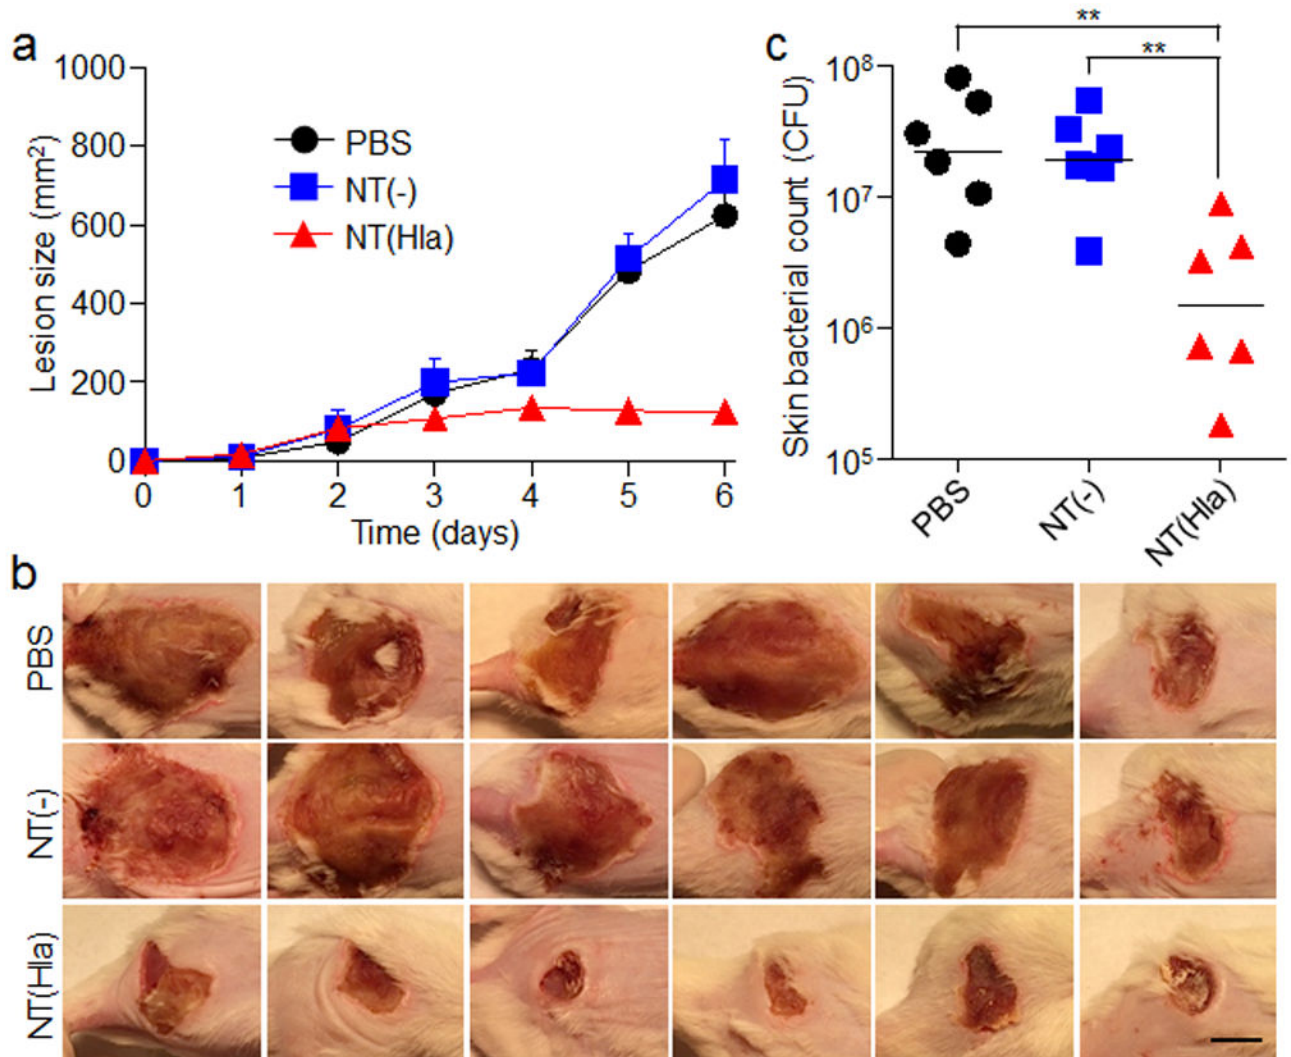 a
1000
800
600
400
200
0
Lesion size (mm²)
PBS
NT(-)
NT(Hla)
0 1 2 3 4 5 6
Time (days)
c
**
**
10⁸
10⁷
10⁶
10⁵
Skin bacterial count (CFU)
PBS
NT(-)
NT(Hla)
b
PBS
NT(-)
NT(Hla)